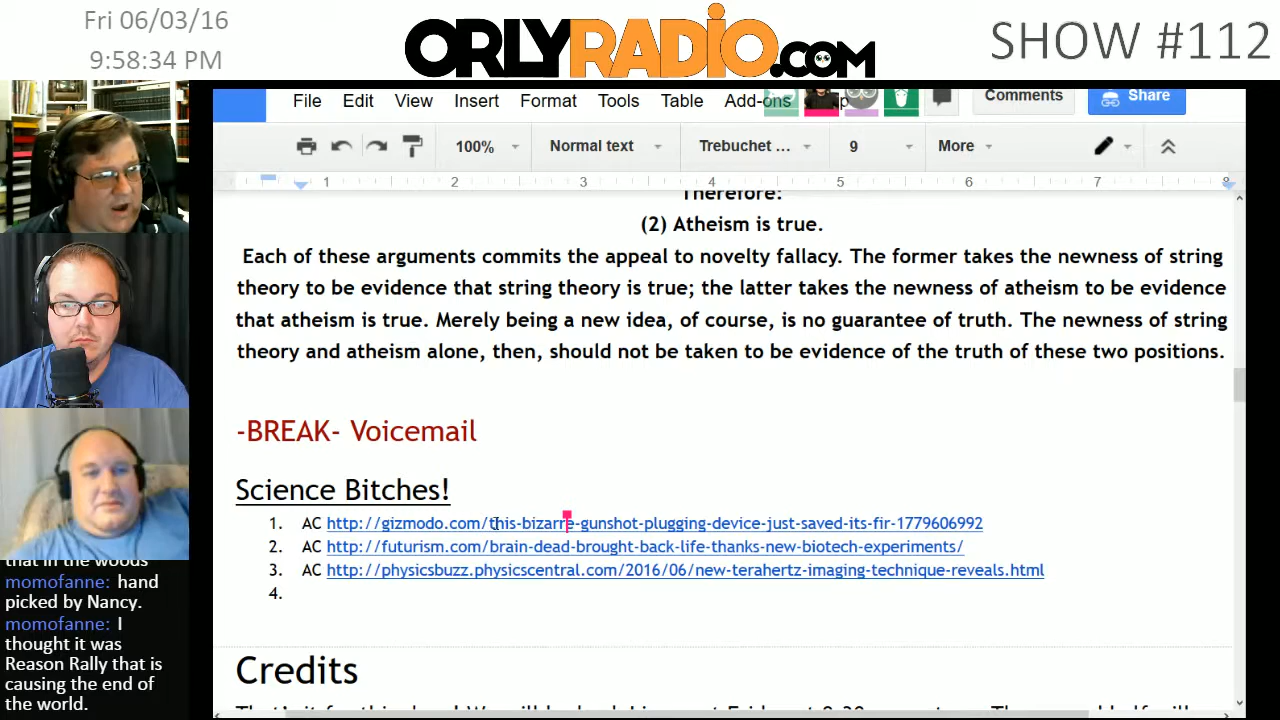 Fri 06/03/16
9:58:34 PM
ORLYRADiO.COM
SHOW #112
File Edit View Insert Format Tools Table Add-ons
Comments
Share
100% Normal text Trebuchet ... 9 More
1 2 3 4 5 6 7 8
Therefore:
(2) Atheism is true.
Each of these arguments commits the appeal to novelty fallacy. The former takes the newness of string
theory to be evidence that string theory is true; the latter takes the newness of atheism to be evidence
that atheism is true. Merely being a new idea, of course, is no guarantee of truth. The newness of string
theory and atheism alone, then, should not be taken to be evidence of the truth of these two positions.
-BREAK- Voicemail
Science Bitches!
1. AC http://gizmodo.com/this-bizarre-gunshot-plugging-device-just-saved-its-fir-1779606992
2. AC http://futurism.com/brain-dead-brought-back-life-thanks-new-biotech-experiments/
3. AC http://physicsbuzz.physicscentral.com/2016/06/new-terahertz-imaging-technique-reveals.html
4.
Credits
that in the woods
momofanne: hand
picked by Nancy.
momofanne: I
thought it was
Reason Rally that is
causing the end of
the world.